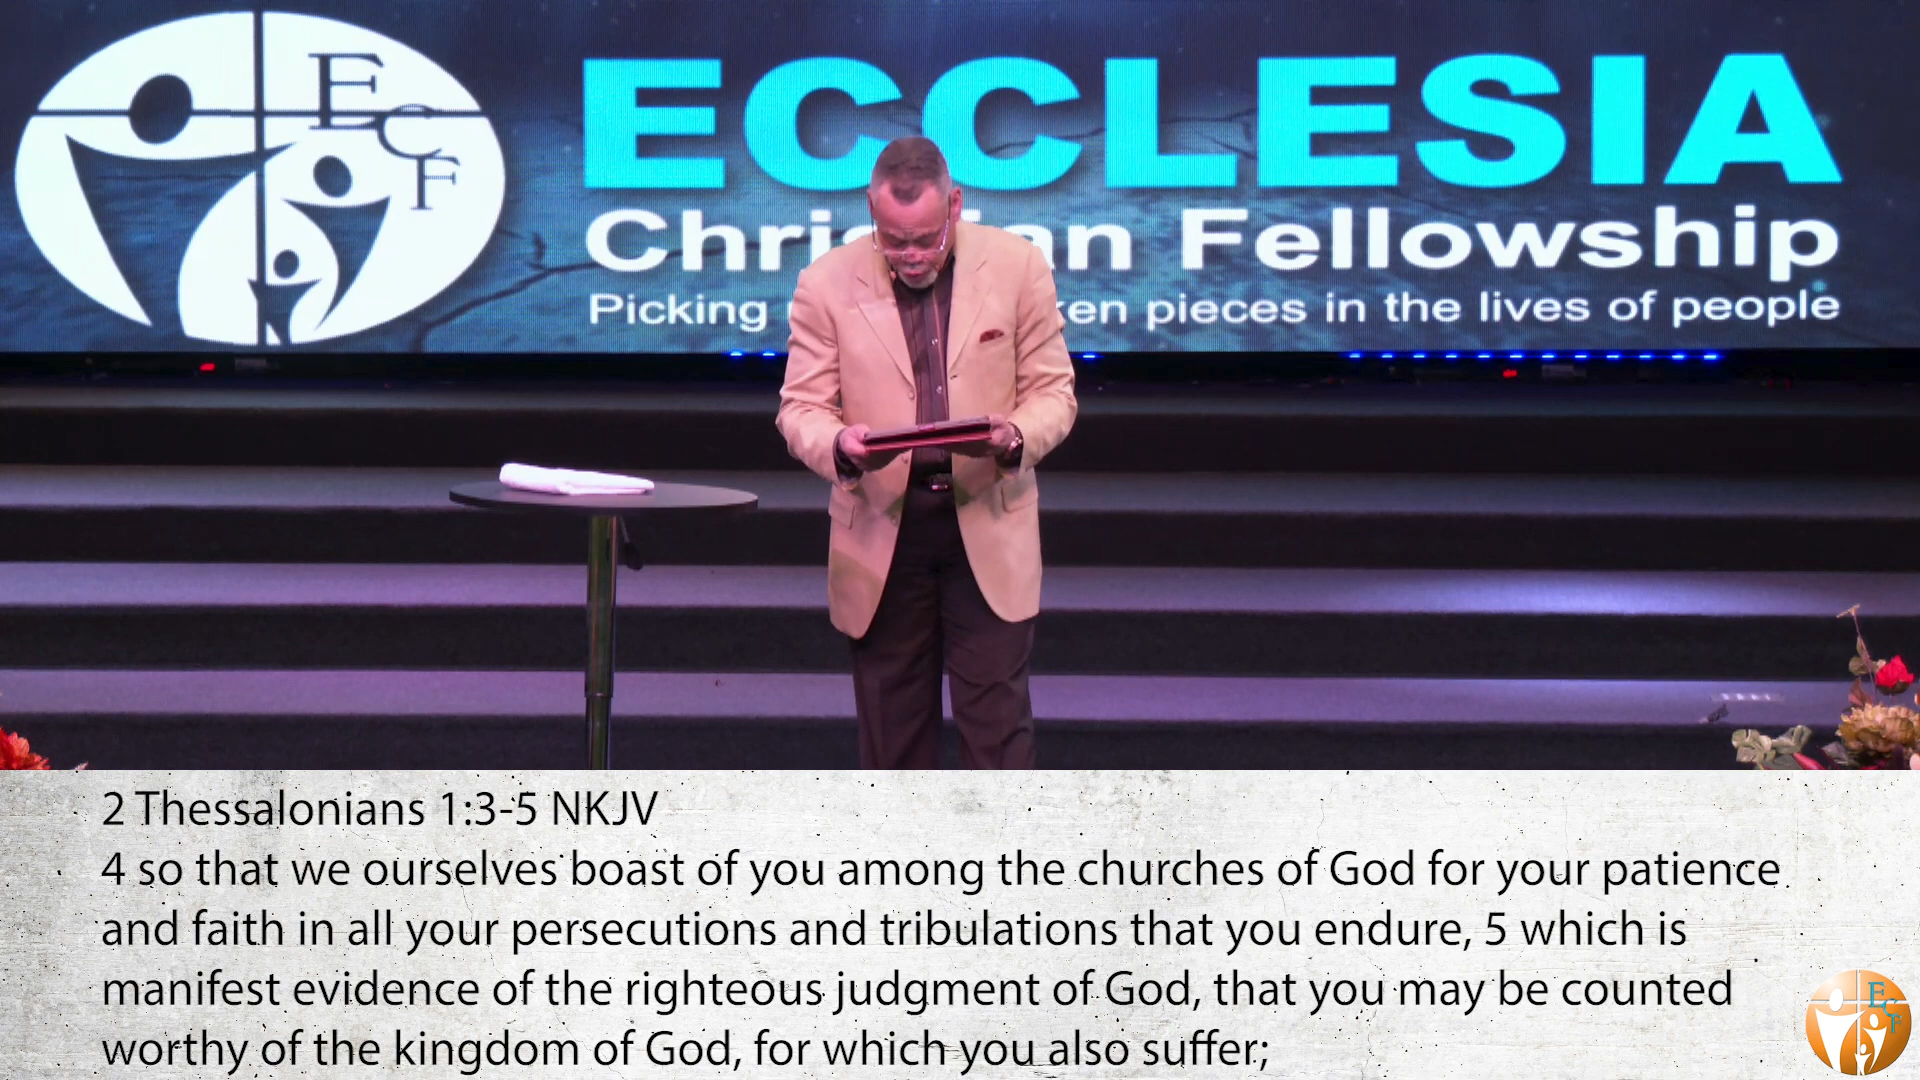 ECF
ECCLESIA
Christian Fellowship
Picking pieces in the lives of people
2 Thessalonians 1:3-5 NKJV
4 so that we ourselves boast of you among the churches of God for your patience
and faith in all your persecutions and tribulations that you endure, 5 which is
manifest evidence of the righteous judgment of God, that you may be counted
worthy of the kingdom of God, for which you also suffer;
ECF